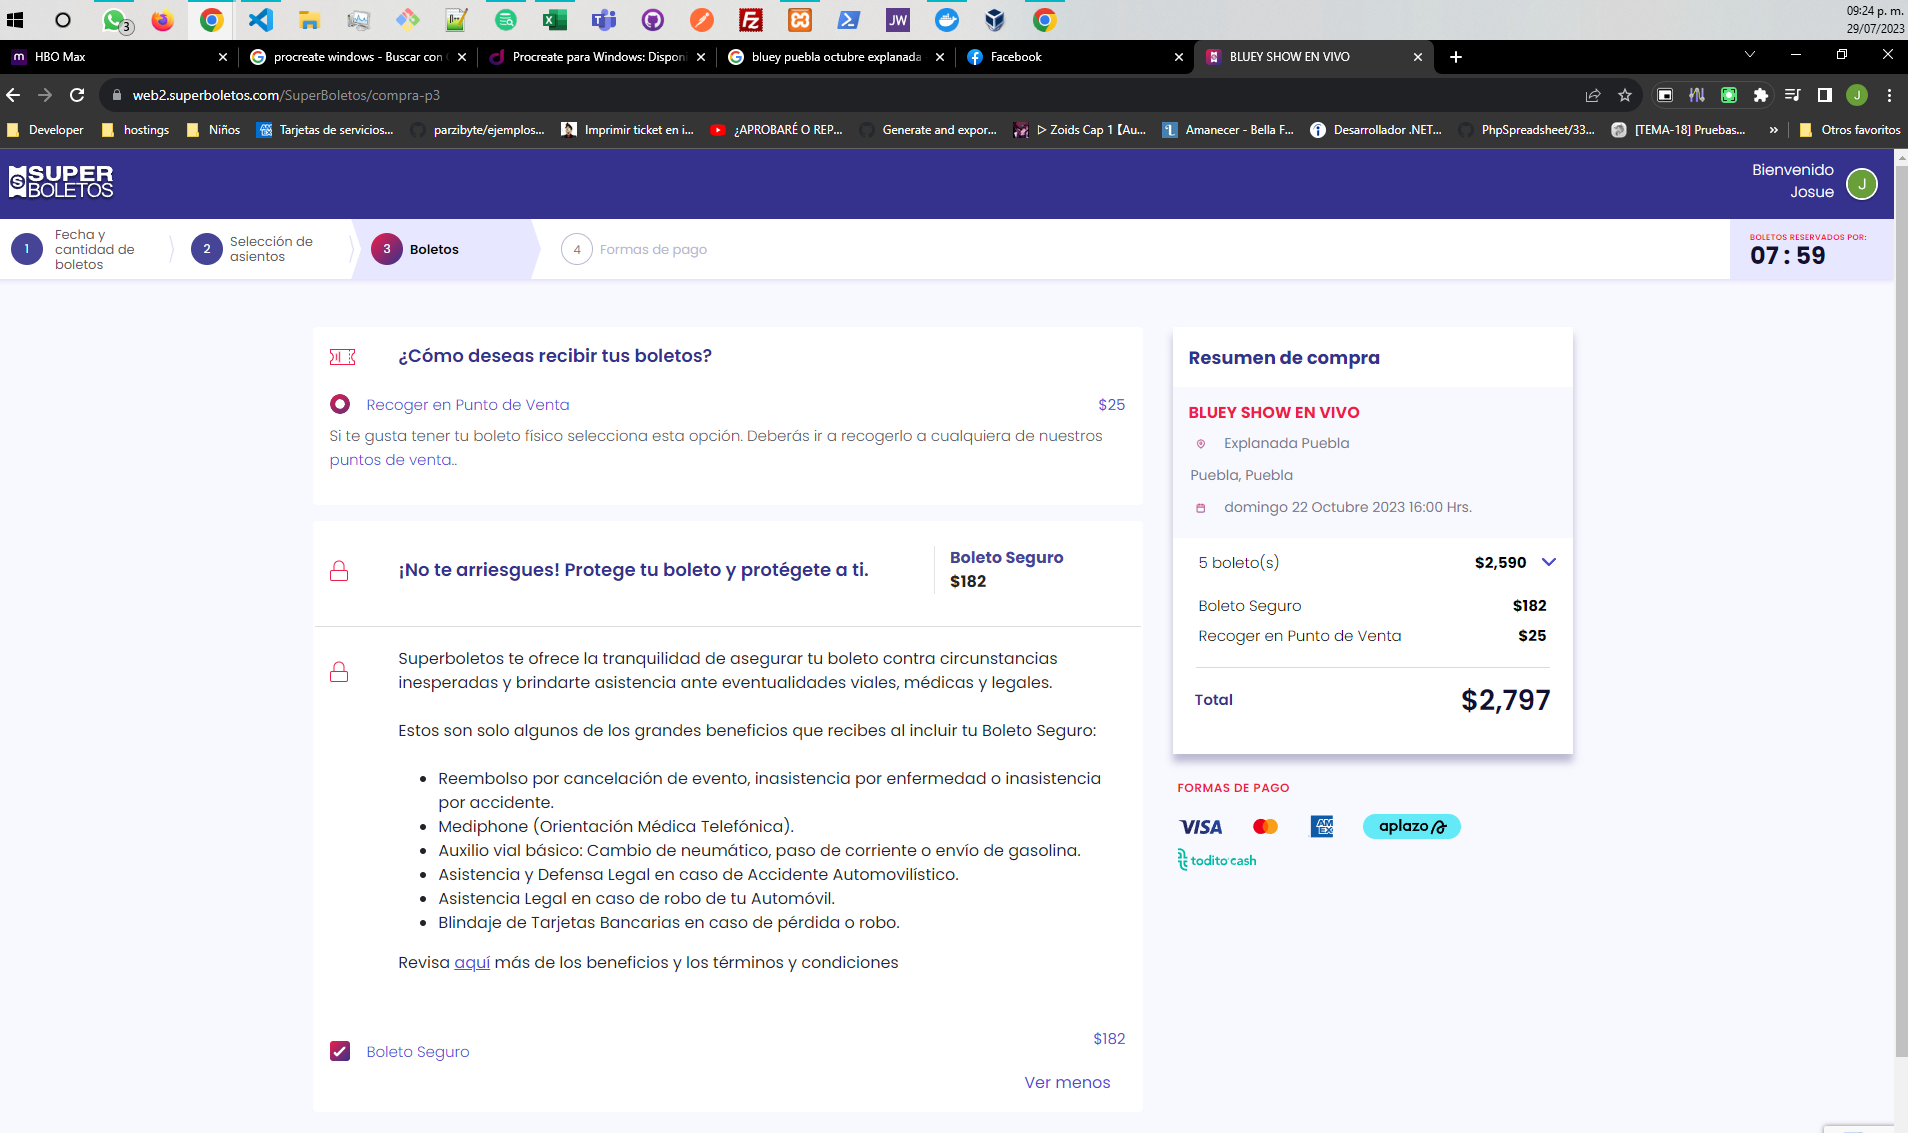 09:24 p. m.
29/07/2023
3
JW
HBO Max
procreate windows - Buscar con
Procreate para Windows: Disponi
bluey puebla octubre explanada
Facebook
BLUEY SHOW EN VIVO
web2.superboletos.com/SuperBoletos/compra-p3
J
Developer
hostings
Niños
Tarjetas de servicios...
parzibyte/ejemplos...
Imprimir ticket en i...
¿APROBARÉ O REP...
Generate and expor...
Zoids Cap 1【Au...
Amanecer - Bella F...
Desarrollador .NET...
PhpSpreadsheet/33...
[TEMA-18] Pruebas...
»
Otros favoritos
SUPER
BOLETOS
Bienvenido
Josue
J
1
Fecha y
cantidad de
boletos
2
Selección de
asientos
3 Boletos
4 Formas de pago
BOLETOS RESERVADOS POR:
07 : 59
¿Cómo deseas recibir tus boletos?
Recoger en Punto de Venta $25
Si te gusta tener tu boleto físico selecciona esta opción. Deberás ir a recogerlo a cualquiera de nuestros
puntos de venta..
¡No te arriesgues! Protege tu boleto y protégete a ti.
Boleto Seguro
$182
Superboletos te ofrece la tranquilidad de asegurar tu boleto contra circunstancias
inesperadas y brindarte asistencia ante eventualidades viales, médicas y legales.
Estos son solo algunos de los grandes beneficios que recibes al incluir tu Boleto Seguro:
• Reembolso por cancelación de evento, inasistencia por enfermedad o inasistencia
por accidente.
• Mediphone (Orientación Médica Telefónica).
• Auxilio vial básico: Cambio de neumático, paso de corriente o envío de gasolina.
• Asistencia y Defensa Legal en caso de Accidente Automovilístico.
• Asistencia Legal en caso de robo de tu Automóvil.
• Blindaje de Tarjetas Bancarias en caso de pérdida o robo.
Revisa aquí más de los beneficios y los términos y condiciones
$182
Boleto Seguro
Ver menos
Resumen de compra
BLUEY SHOW EN VIVO
Explanada Puebla
Puebla, Puebla
domingo 22 Octubre 2023 16:00 Hrs.
5 boleto(s) $2,590
Boleto Seguro $182
Recoger en Punto de Venta $25
Total $2,797
FORMAS DE PAGO
VISA
AMEX
aplazo
todito cash